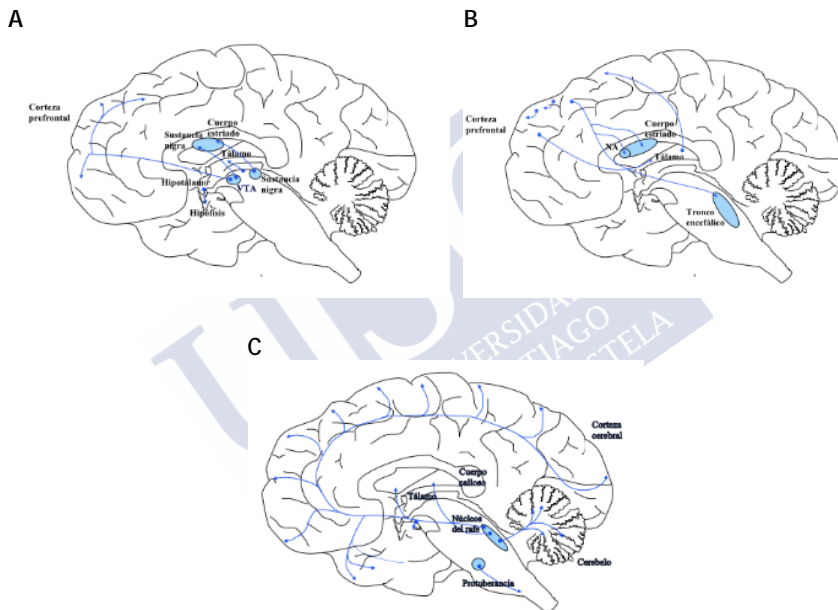 A
Corteza
prefrontal
Cuerpo
estriado
Sustancia
nigra
Tálamo
Hipotálamo
VTA
Sustancia
nigra
Hipófisis
B
Corteza
prefrontal
Cuerpo
estriado
NA
Tálamo
Tronco
encefálico
C
Corteza
cerebral
Cuerpo
calloso
Tálamo
Núcleos
del rafe
Cerebelo
Protuberancia